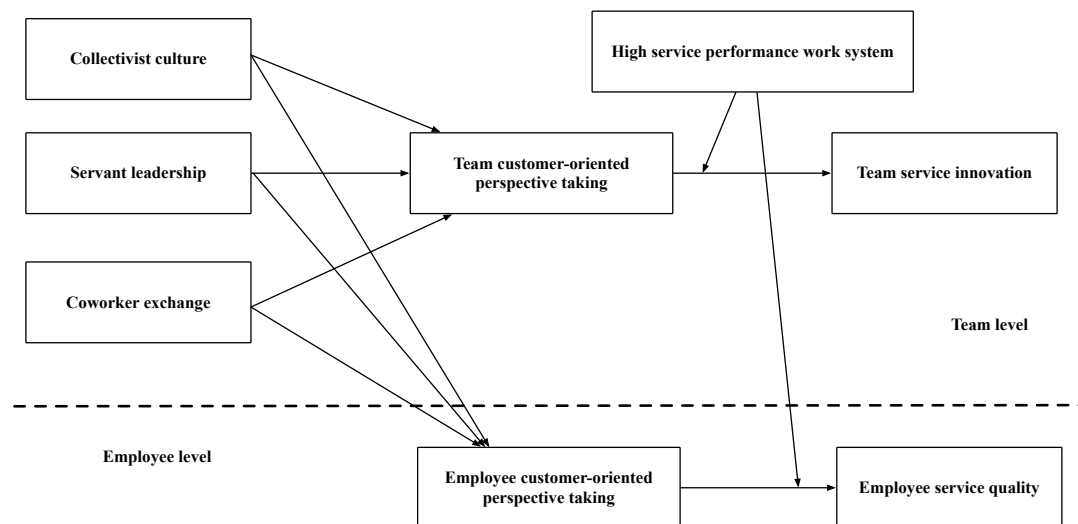 Collectivist culture
High service performance work system
Servant leadership
Team customer-oriented
perspective taking
Team service innovation
Coworker exchange
Team level
Employee level
Employee customer-oriented
perspective taking
Employee service quality